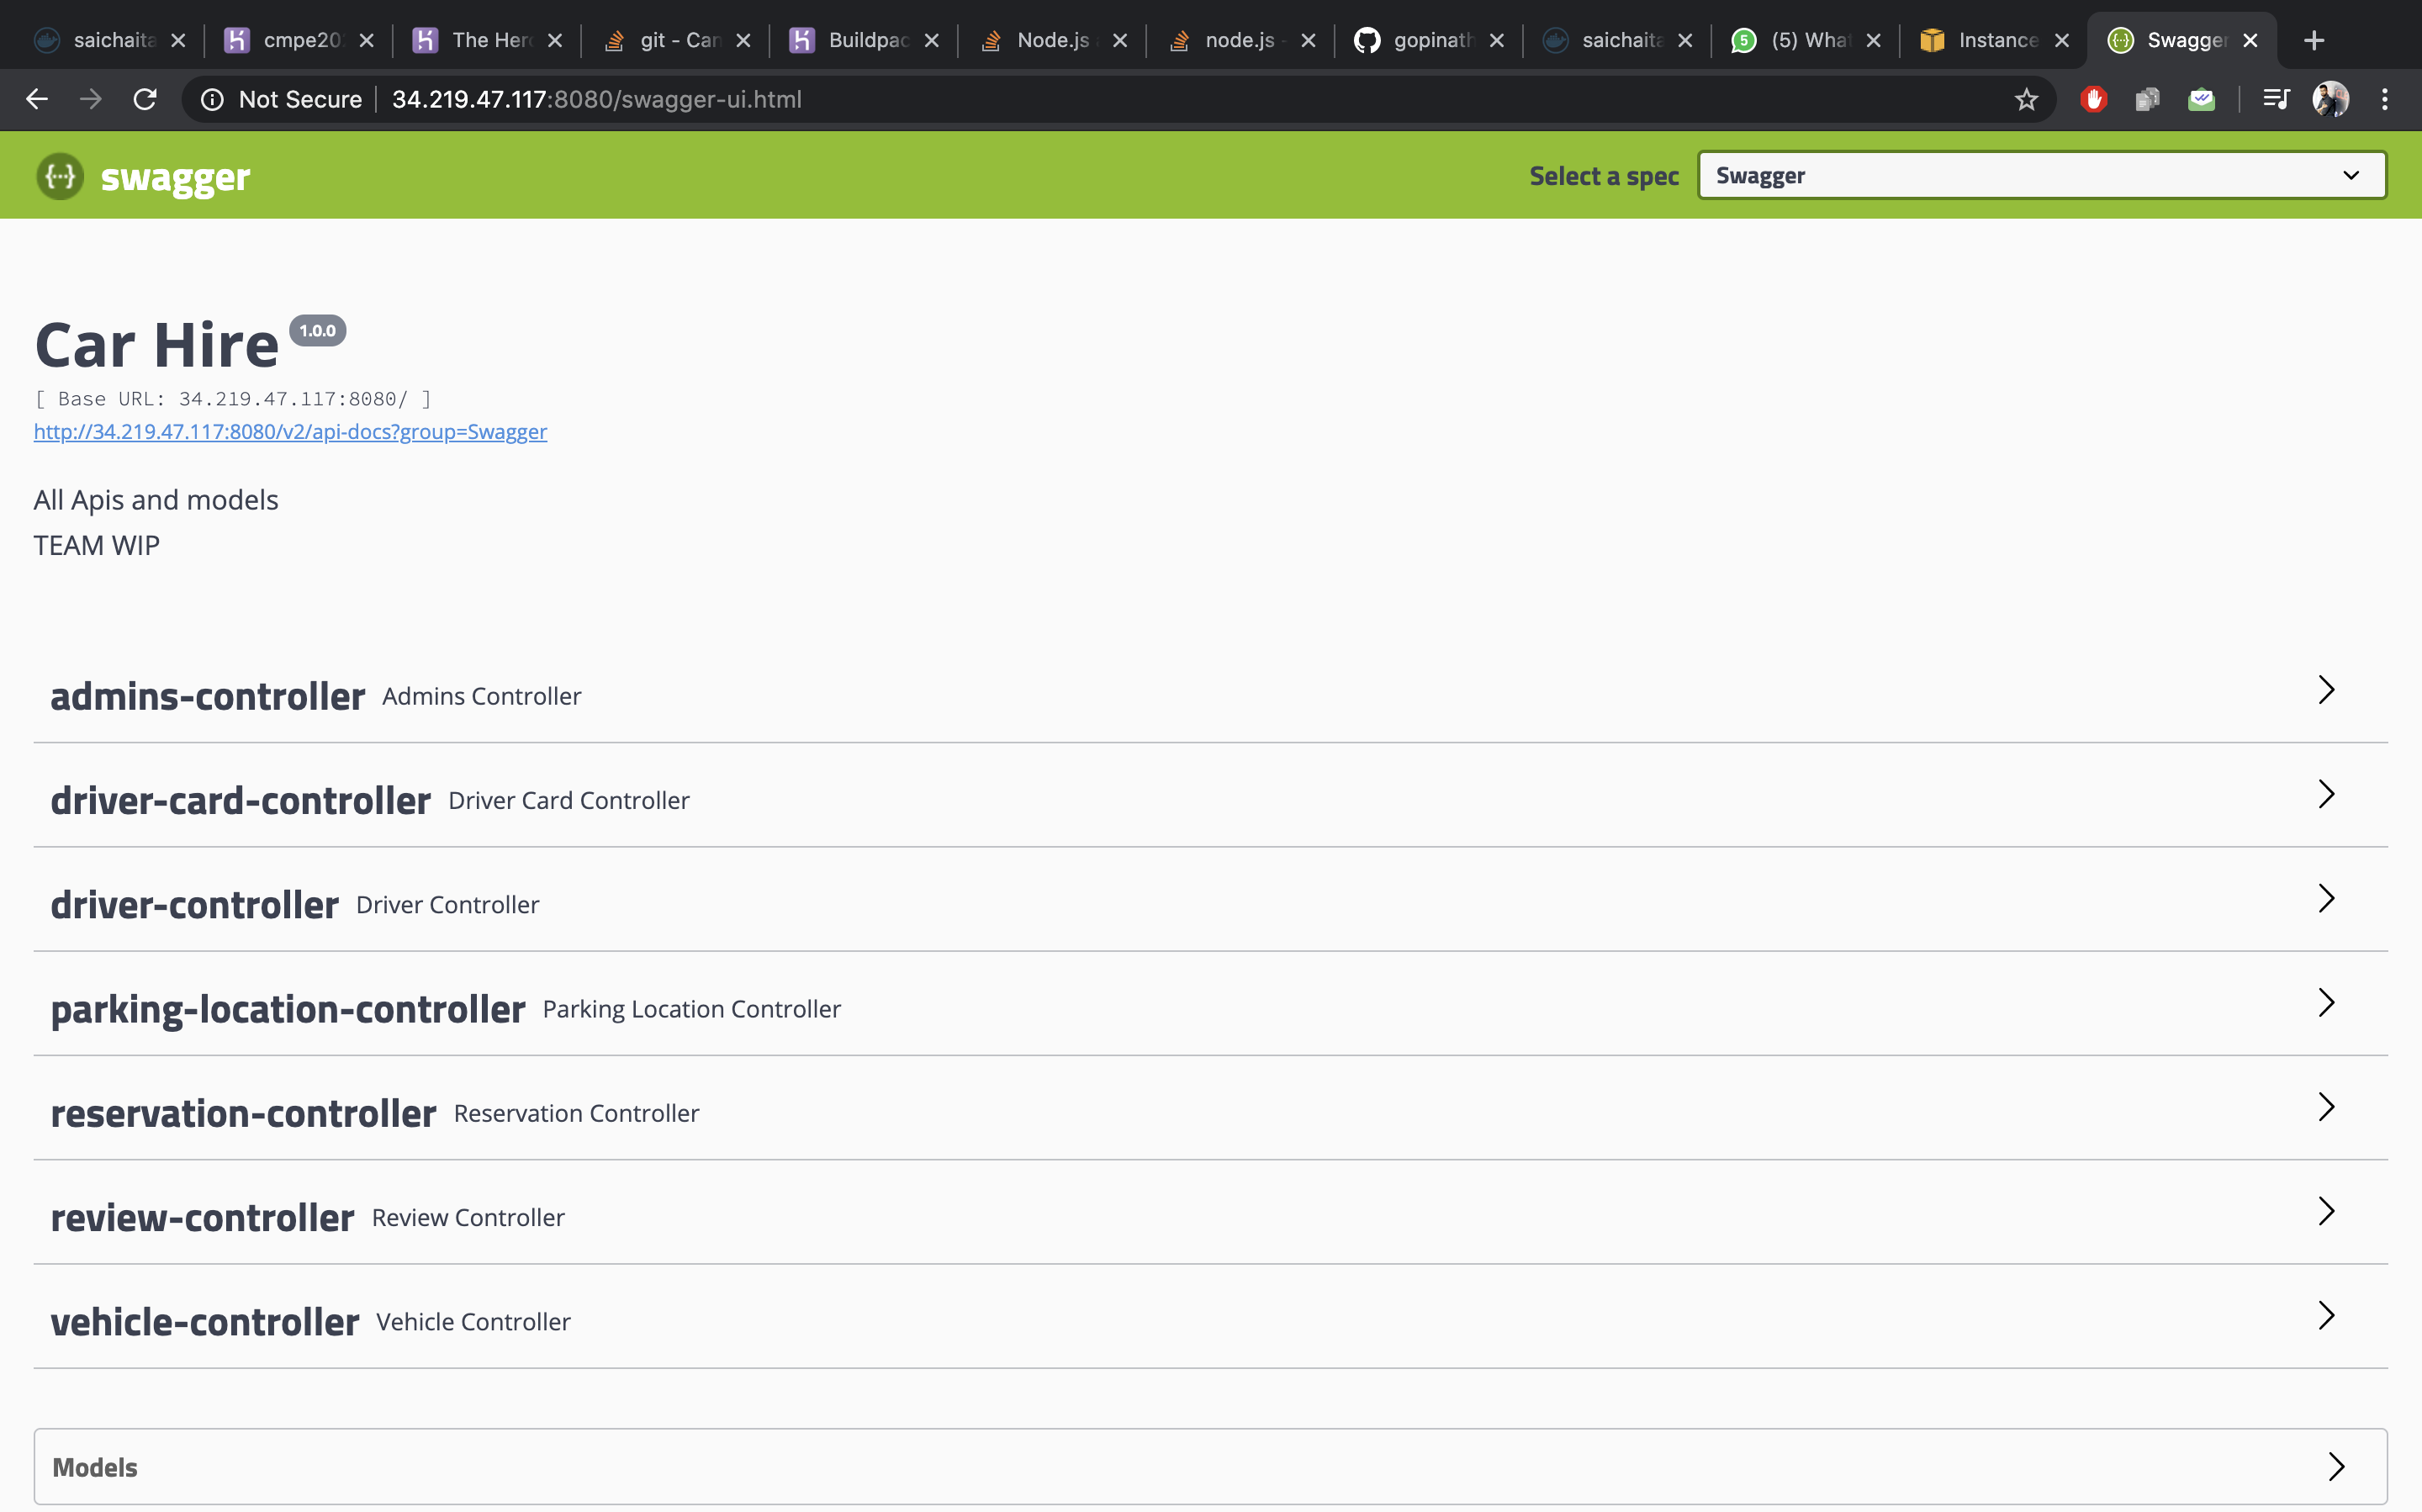 saichaita cmpe20 The Her git - Can Buildpac Node.js node.js - gopinath saichaita 5 (5) What Instance Swagger
Not Secure 34.219.47.117:8080/swagger-ui.html
swagger Select a spec Swagger
Car Hire 1.0.0
[ Base URL: 34.219.47.117:8080/ ]
http://34.219.47.117:8080/v2/api-docs?group=Swagger
All Apis and models
TEAM WIP
admins-controller Admins Controller
driver-card-controller Driver Card Controller
driver-controller Driver Controller
parking-location-controller Parking Location Controller
reservation-controller Reservation Controller
review-controller Review Controller
vehicle-controller Vehicle Controller
Models